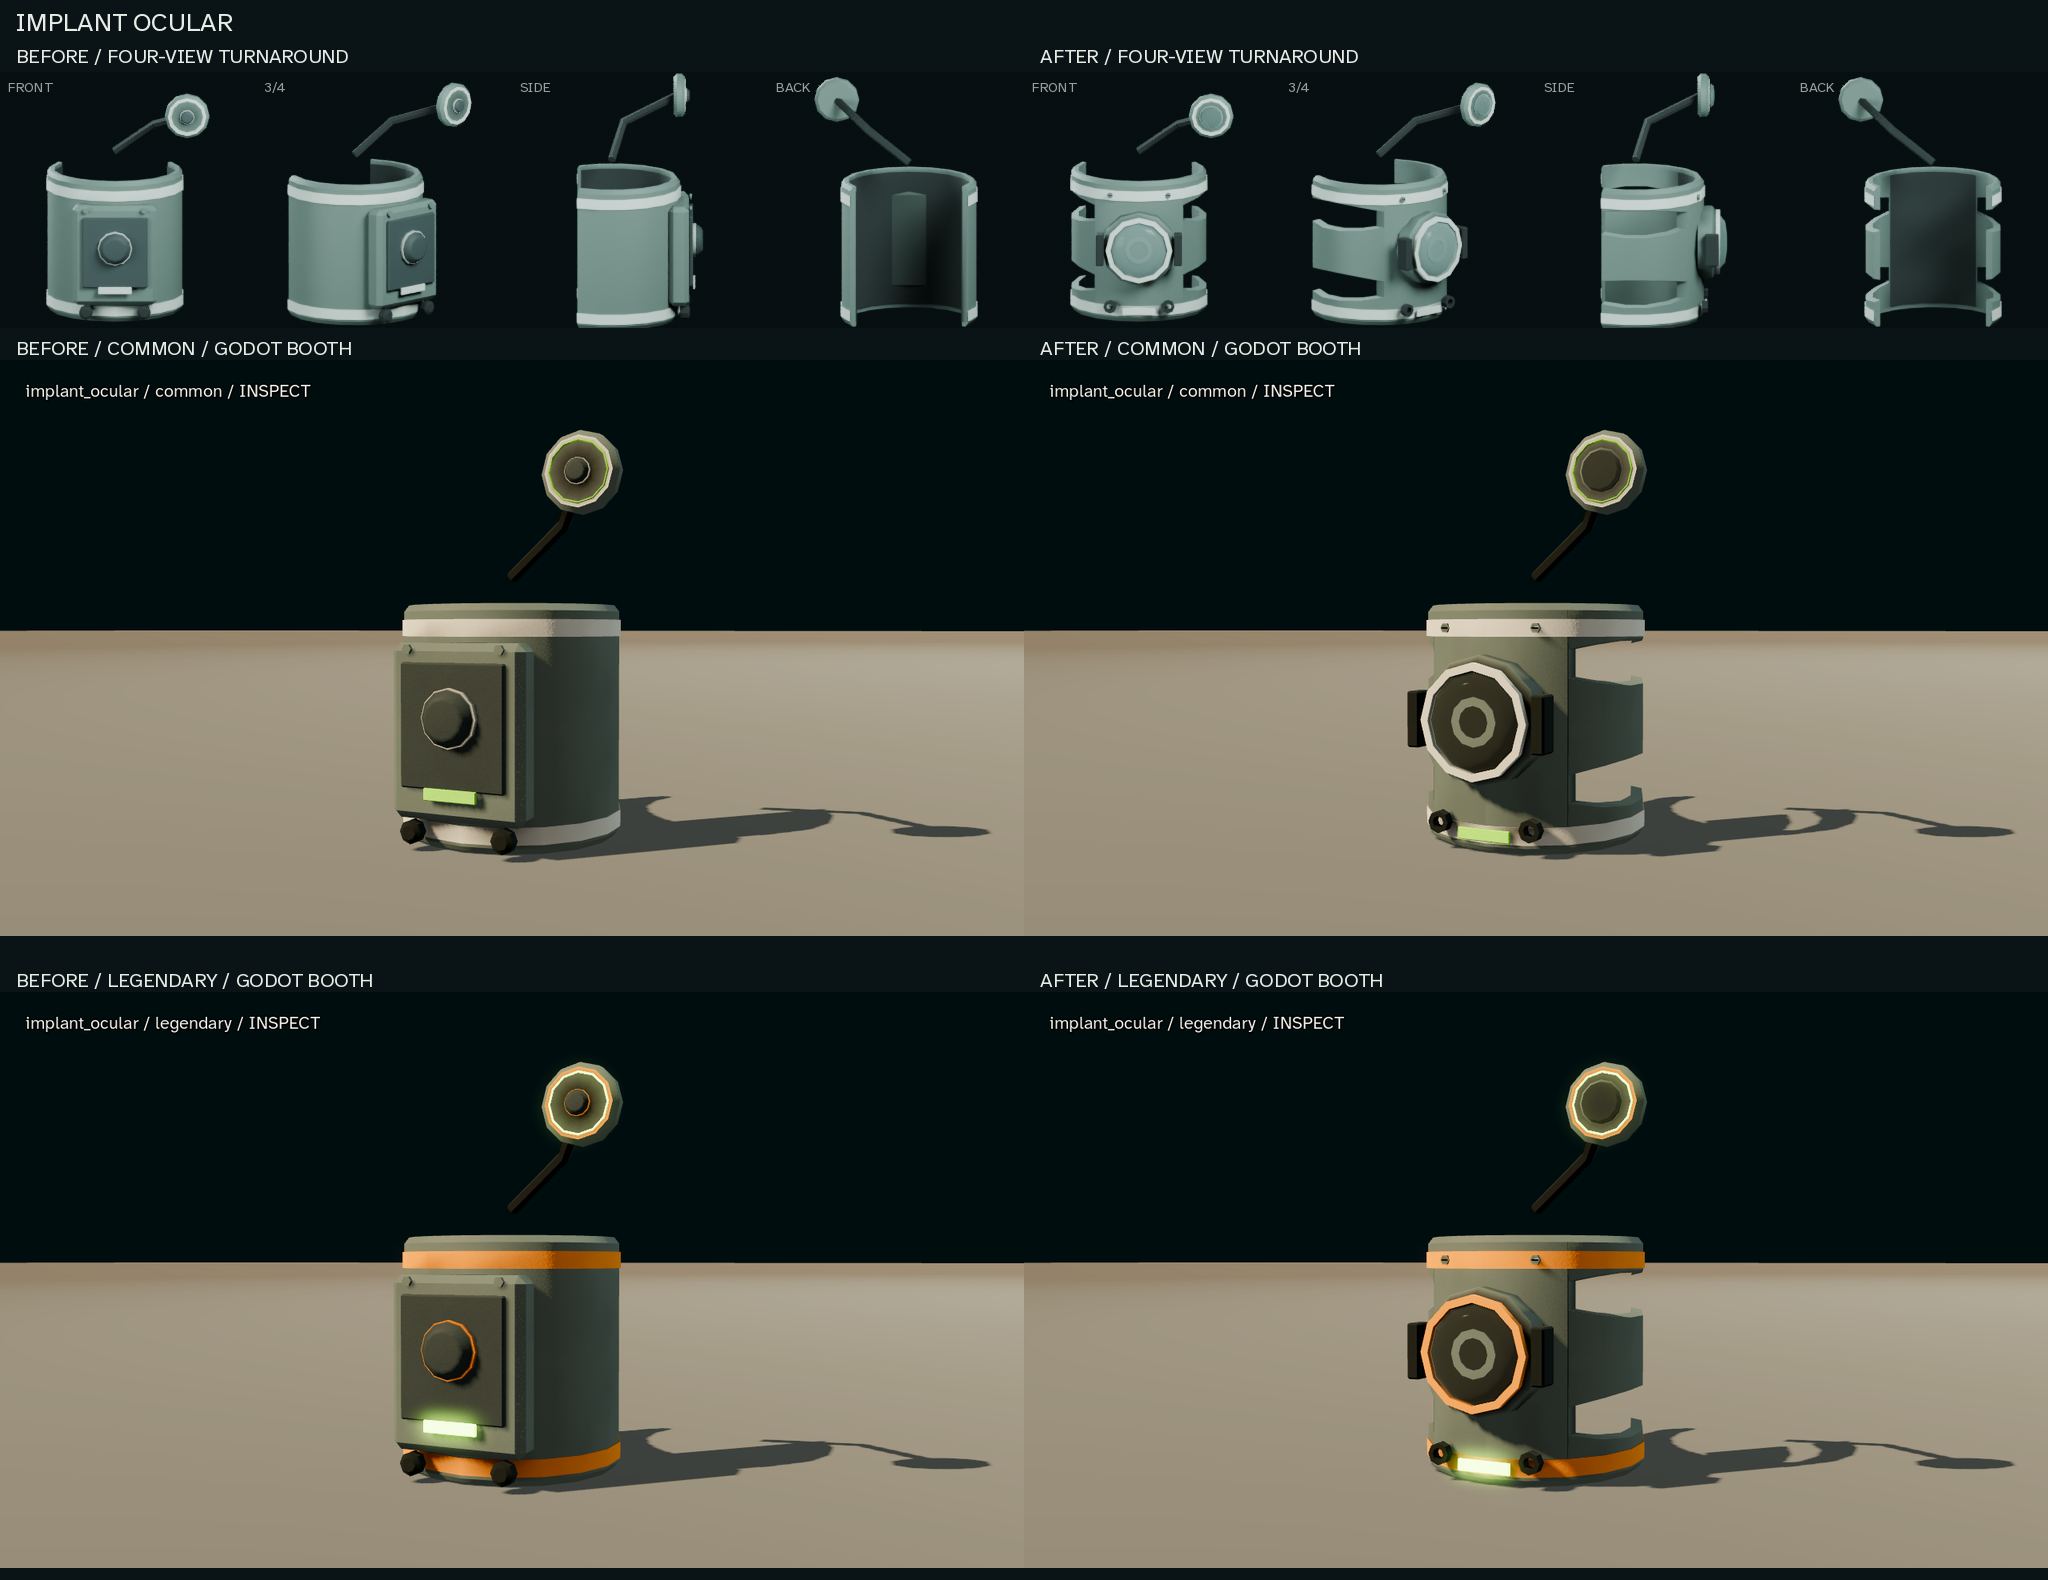 IMPLANT OCULAR
BEFORE / FOUR-VIEW TURNAROUND
AFTER / FOUR-VIEW TURNAROUND
FRONT
3/4
SIDE
BACK
FRONT
3/4
SIDE
BACK
BEFORE / COMMON / GODOT BOOTH
AFTER / COMMON / GODOT BOOTH
implant_ocular / common / INSPECT
implant_ocular / common / INSPECT
BEFORE / LEGENDARY / GODOT BOOTH
AFTER / LEGENDARY / GODOT BOOTH
implant_ocular / legendary / INSPECT
implant_ocular / legendary / INSPECT